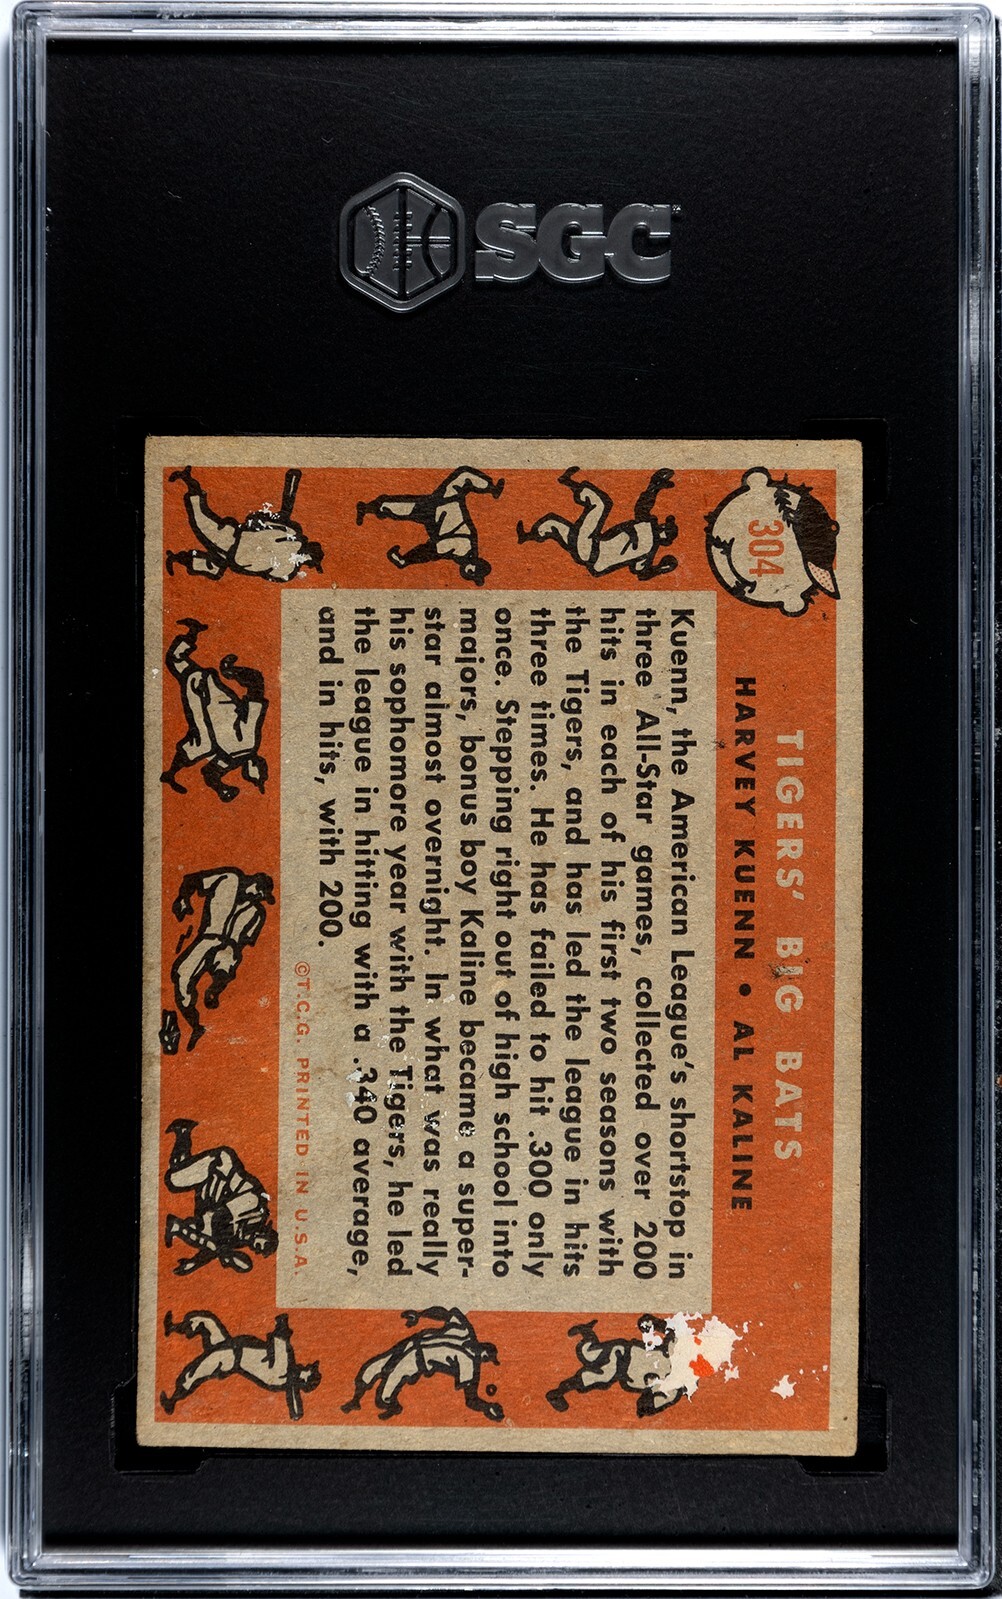 SGC
304
TIGERS' BIG BATS
HARVEY KUENN • AL KALINE
Kuenn, the American League's shortstop in
three All-Star games, collected over 200
hits in each of his first two seasons with
the Tigers, and has led the league in hits
three times. He has failed to hit .300 only
once. Stepping right out of high school into
majors, bonus boy Kaline became a super-
star almost overnight. In what was really
his sophomore year with the Tigers, he led
the league in hitting with a .340 average,
and in hits, with 200.
©T.C.G. PRINTED IN U.S.A.